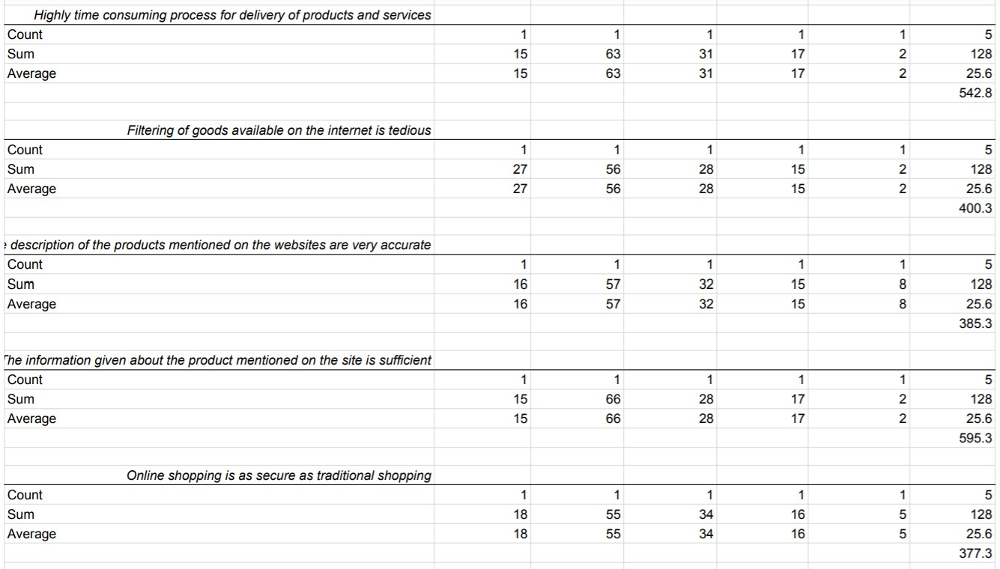 Highly time consuming process for delivery of products and services
Count 1 1 1 1 1 5
Sum 15 63 31 17 2 128
Average 15 63 31 17 2 25.6
542.8
Filtering of goods available on the internet is tedious
Count 1 1 1 1 1 5
Sum 27 56 28 15 2 128
Average 27 56 28 15 2 25.6
400.3
description of the products mentioned on the websites are very accurate
Count 1 1 1 1 1 5
Sum 16 57 32 15 8 128
Average 16 57 32 15 8 25.6
385.3
The information given about the product mentioned on the site is sufficient
Count 1 1 1 1 1 5
Sum 15 66 28 17 2 128
Average 15 66 28 17 2 25.6
595.3
Online shopping is as secure as traditional shopping
Count 1 1 1 1 1 5
Sum 18 55 34 16 5 128
Average 18 55 34 16 5 25.6
377.3